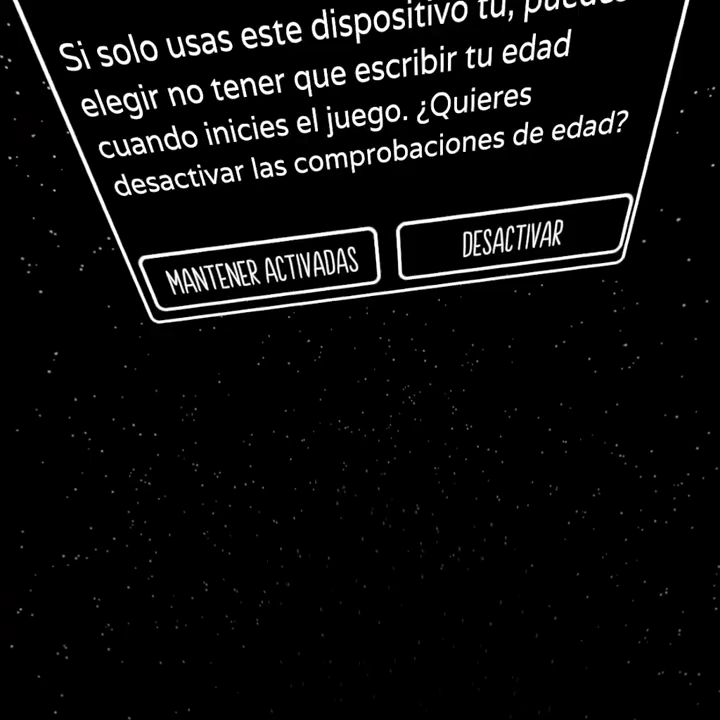 Si solo usas este dispositivo tú, puedes
elegir no tener que escribir tu edad
cuando inicies el juego. ¿Quieres
desactivar las comprobaciones de edad?
MANTENER ACTIVADAS
DESACTIVAR